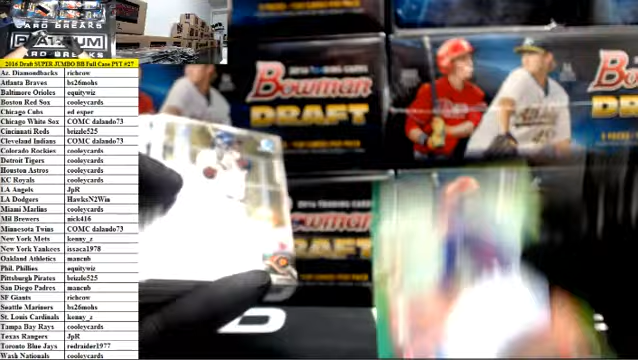 CARD BREAKS
PLATINUM
CARD BREAKS
2016 Draft SUPER JUMBO BB Full Case PYT #27
Az. Diamondbacks richcow
Atlanta Braves bs26mohs
Baltimore Orioles equitywiz
Boston Red Sox cooleycards
Chicago Cubs ed esper
Chicago White Sox COMC dalando73
Cincinnati Reds brizzle525
Cleveland Indians COMC dalando73
Colorado Rockies cooleycards
Detroit Tigers cooleycards
Houston Astros cooleycards
KC Royals cooleycards
LA Angels JpR
LA Dodgers HawksN2Win
Miami Marlins cooleycards
Mil Brewers nick416
Minnesota Twins COMC dalando73
New York Mets kenny_z
New York Yankees issaca1978
Oakland Athletics mancub
Phil. Phillies equitywiz
Pittsburgh Pirates brizzle525
San Diego Padres mancub
SF Giants richcow
Seattle Mariners bs26mohs
St. Louis Cardinals kenny_z
Tampa Bay Rays cooleycards
Texas Rangers JpR
Toronto Blue Jays redraider1977
Wash Nationals cooleycards
Bowman
DRAFT
Bowman
DRAFT
Bo
DRA